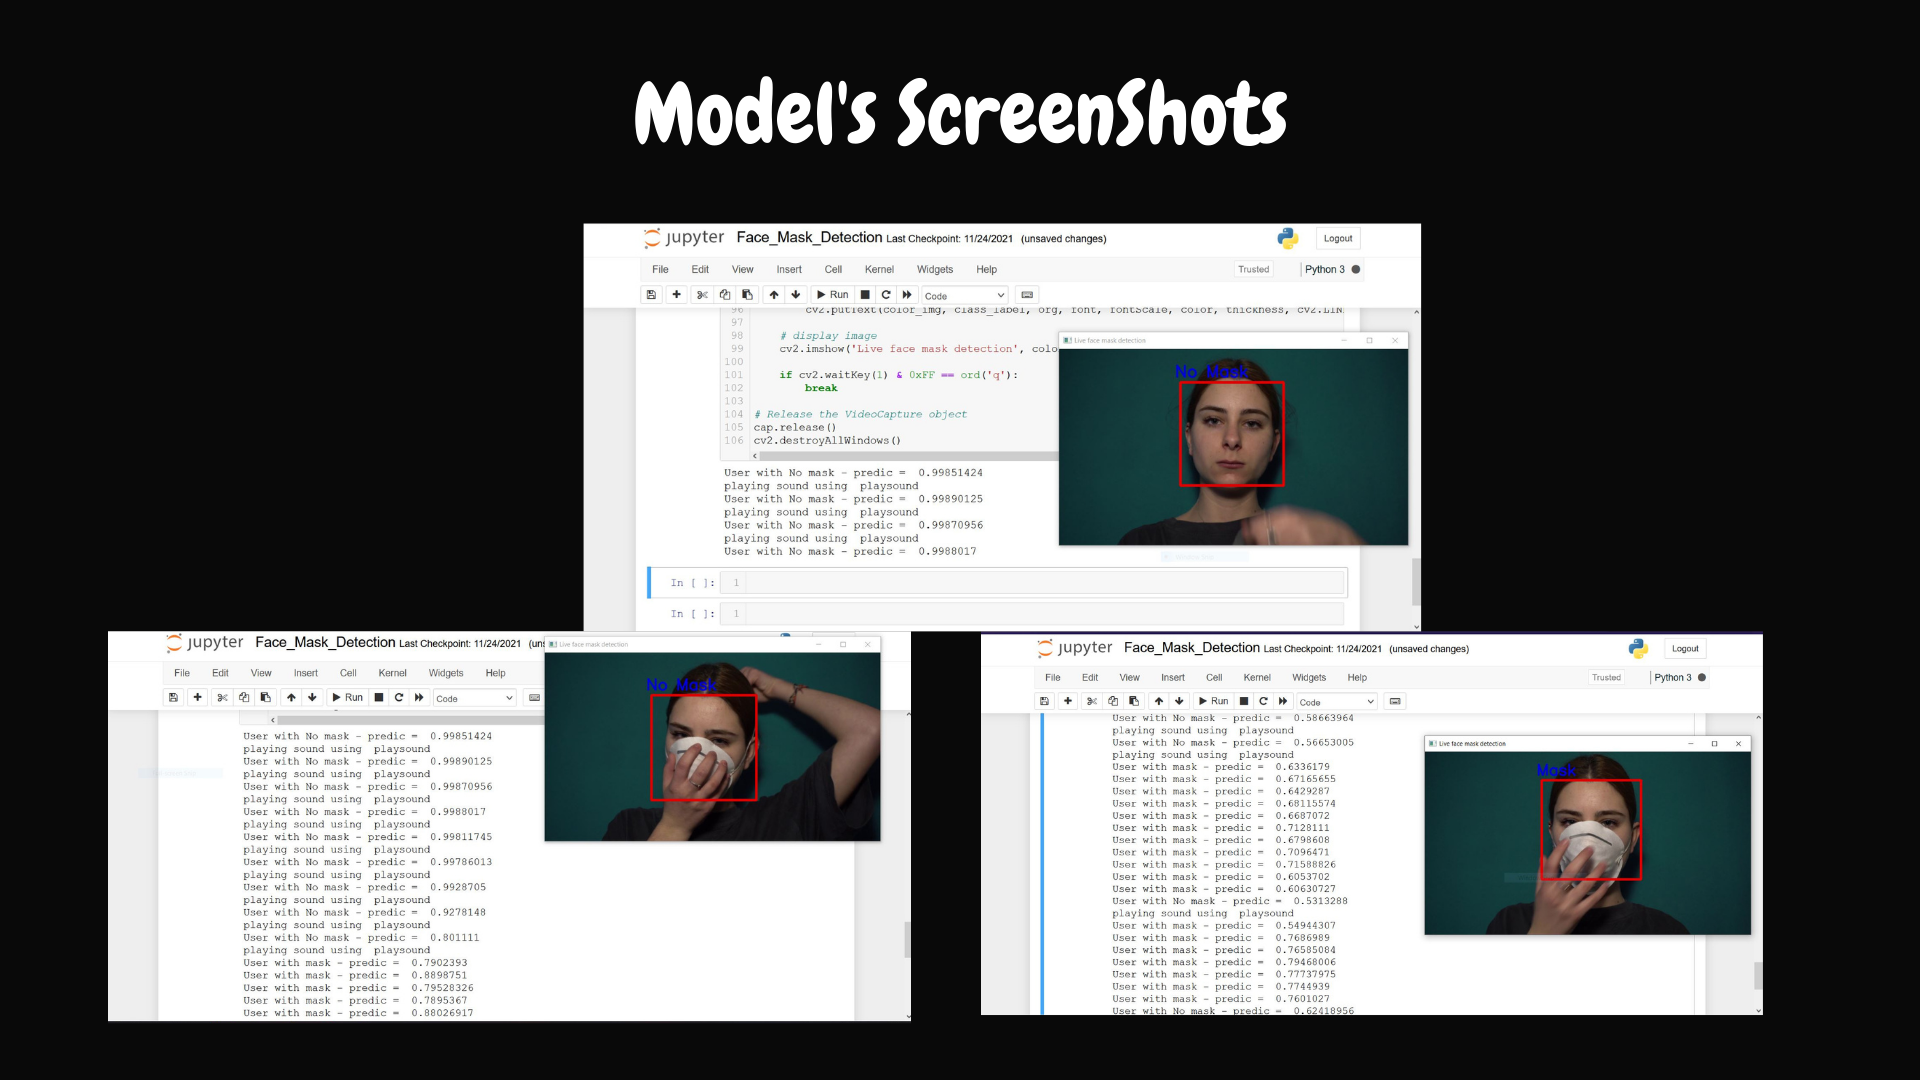 Model's ScreenShots
jupyter Face_Mask_Detection Last Checkpoint: 11/24/2021 (unsaved changes)
Logout
File Edit View Insert Cell Kernel Widgets Help
Trusted Python 3
Run Code
96 cv2.putText(color_img, class_label, org, font, fontScale, color, thickness, cv2.LIN
97
98 # display image
99 cv2.imshow('Live face mask detection', colo
100
101 if cv2.waitKey(1) & 0xFF == ord('q'):
102 break
103
104 # Release the VideoCapture object
105 cap.release()
106 cv2.destroyAllWindows()
User with No mask - predic = 0.99851424
playing sound using playsound
User with No mask - predic = 0.99890125
playing sound using playsound
User with No mask - predic = 0.99870956
playing sound using playsound
User with No mask - predic = 0.9988017
In [ ]: 1
In [ ]: 1
Live face mask detection
No Mask
jupyter Face_Mask_Detection Last Checkpoint: 11/24/2021 (uns
File Edit View Insert Cell Kernel Widgets Help
Run Code
User with No mask - predic = 0.99851424
playing sound using playsound
User with No mask - predic = 0.99890125
playing sound using playsound
User with No mask - predic = 0.99870956
playing sound using playsound
User with No mask - predic = 0.9988017
playing sound using playsound
User with No mask - predic = 0.99811745
playing sound using playsound
User with No mask - predic = 0.99786013
playing sound using playsound
User with No mask - predic = 0.9928705
playing sound using playsound
User with No mask - predic = 0.9278148
playing sound using playsound
User with No mask - predic = 0.801111
playing sound using playsound
User with mask - predic = 0.7902393
User with mask - predic = 0.8898751
User with mask - predic = 0.79528326
User with mask - predic = 0.7895367
User with mask - predic = 0.88026917
Live face mask detection
No Mask
jupyter Face_Mask_Detection Last Checkpoint: 11/24/2021 (unsaved changes)
Logout
File Edit View Insert Cell Kernel Widgets Help
Trusted Python 3
Run Code
User with No mask - predic = 0.58663964
playing sound using playsound
User with No mask - predic = 0.56653005
playing sound using playsound
User with mask - predic = 0.6336179
User with mask - predic = 0.67165655
User with mask - predic = 0.6429287
User with mask - predic = 0.68115574
User with mask - predic = 0.6687072
User with mask - predic = 0.7128111
User with mask - predic = 0.6798608
User with mask - predic = 0.7096471
User with mask - predic = 0.71588826
User with mask - predic = 0.6053702
User with mask - predic = 0.60630727
User with No mask - predic = 0.5313288
playing sound using playsound
User with mask - predic = 0.54944307
User with mask - predic = 0.7686989
User with mask - predic = 0.76585084
User with mask - predic = 0.79468006
User with mask - predic = 0.77737975
User with mask - predic = 0.7744939
User with mask - predic = 0.7601027
User with No mask - predic = 0.62418956
Live face mask detection
Mask